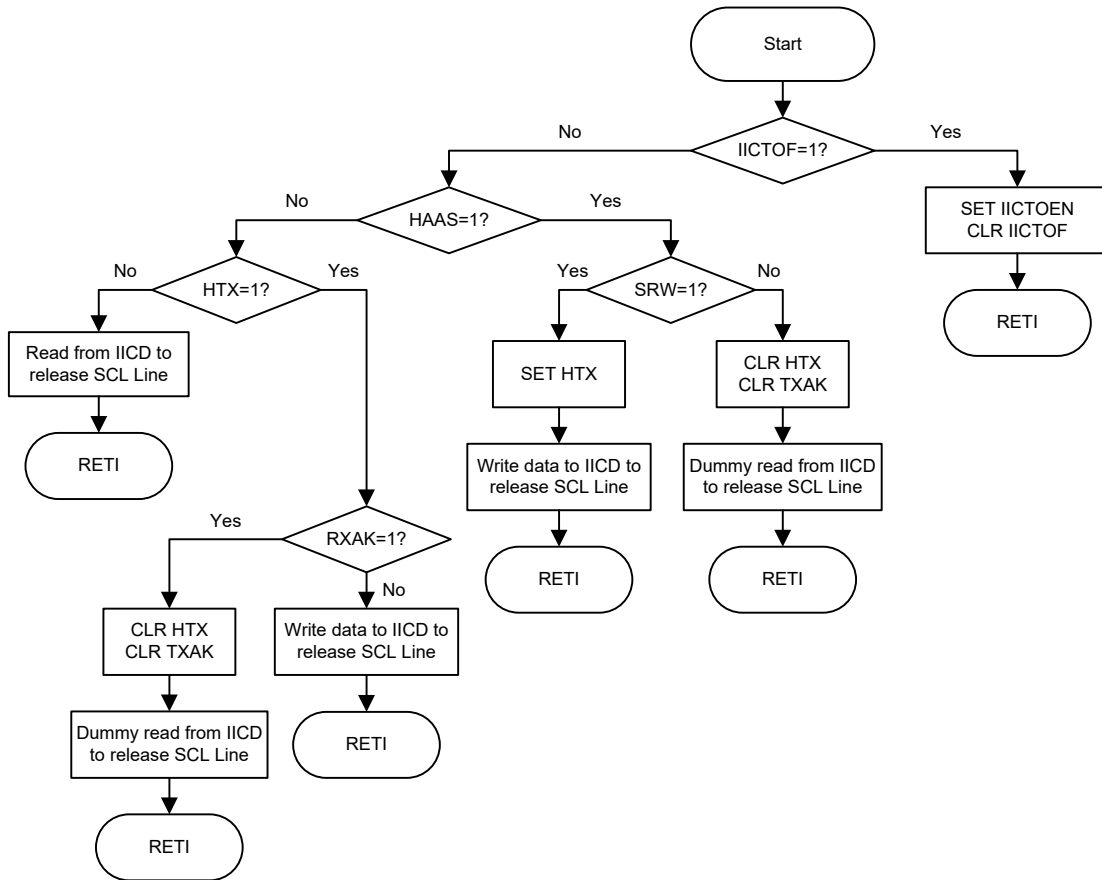 Start
No
IICTOF=1?
Yes
No
HAAS=1?
Yes
SET IICTOEN
CLR IICTOF
No
HTX=1?
Yes
Yes
SRW=1?
No
RETI
Read from IICD to
release SCL Line
SET HTX
CLR HTX
CLR TXAK
RETI
Write data to IICD to
release SCL Line
Dummy read from IICD
to release SCL Line
Yes
RXAK=1?
No
RETI
RETI
CLR HTX
CLR TXAK
Write data to IICD to
release SCL Line
Dummy read from IICD
to release SCL Line
RETI
RETI